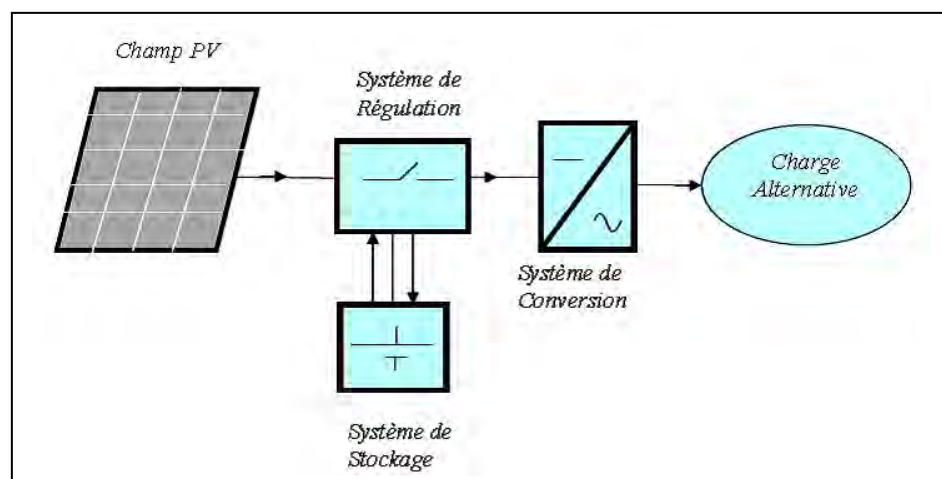 Champ PV
Système de
Régulation
Charge
Alternative
Système de
Conversion
Système de
Stockage